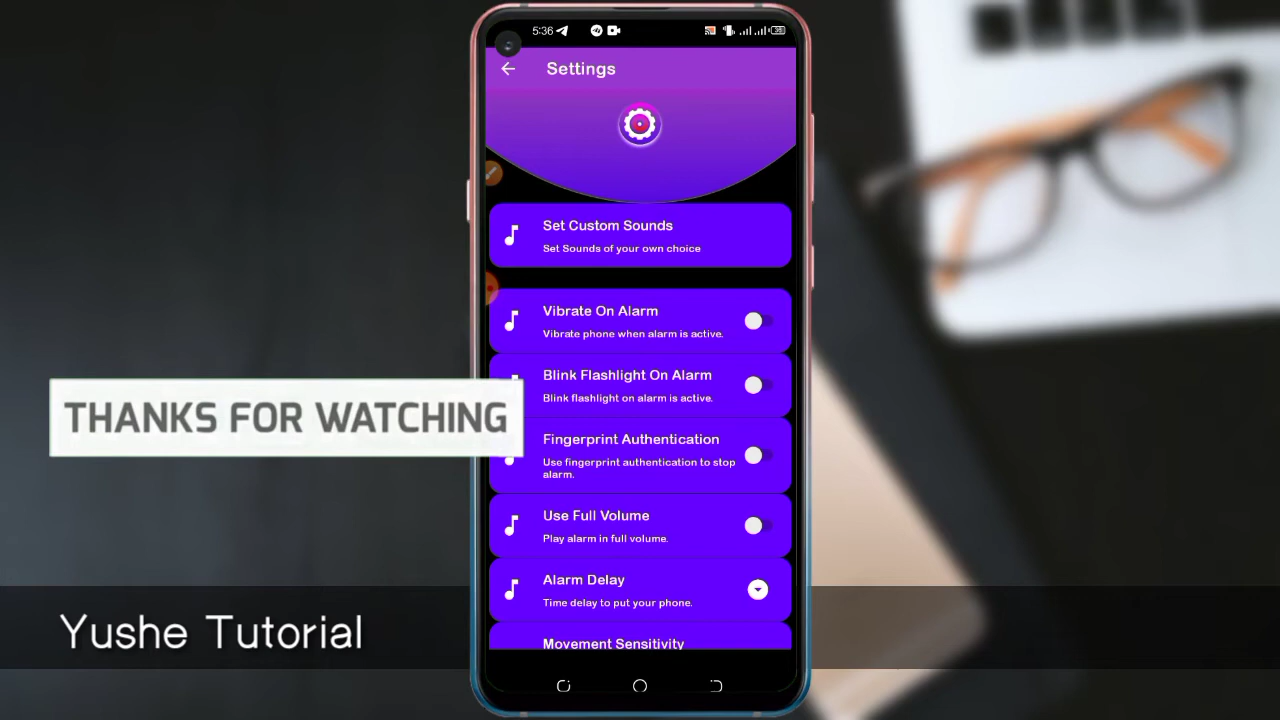 5:36
Settings
Set Custom Sounds
Set Sounds of your own choice
Vibrate On Alarm
Vibrate phone when alarm is active.
Blink Flashlight On Alarm
Blink flashlight on alarm is active.
THANKS FOR WATCHING
Fingerprint Authentication
Use fingerprint authentication to stop
alarm.
Use Full Volume
Play alarm in full volume.
Alarm Delay
Time delay to put your phone.
Yushe Tutorial
Movement Sensitivity